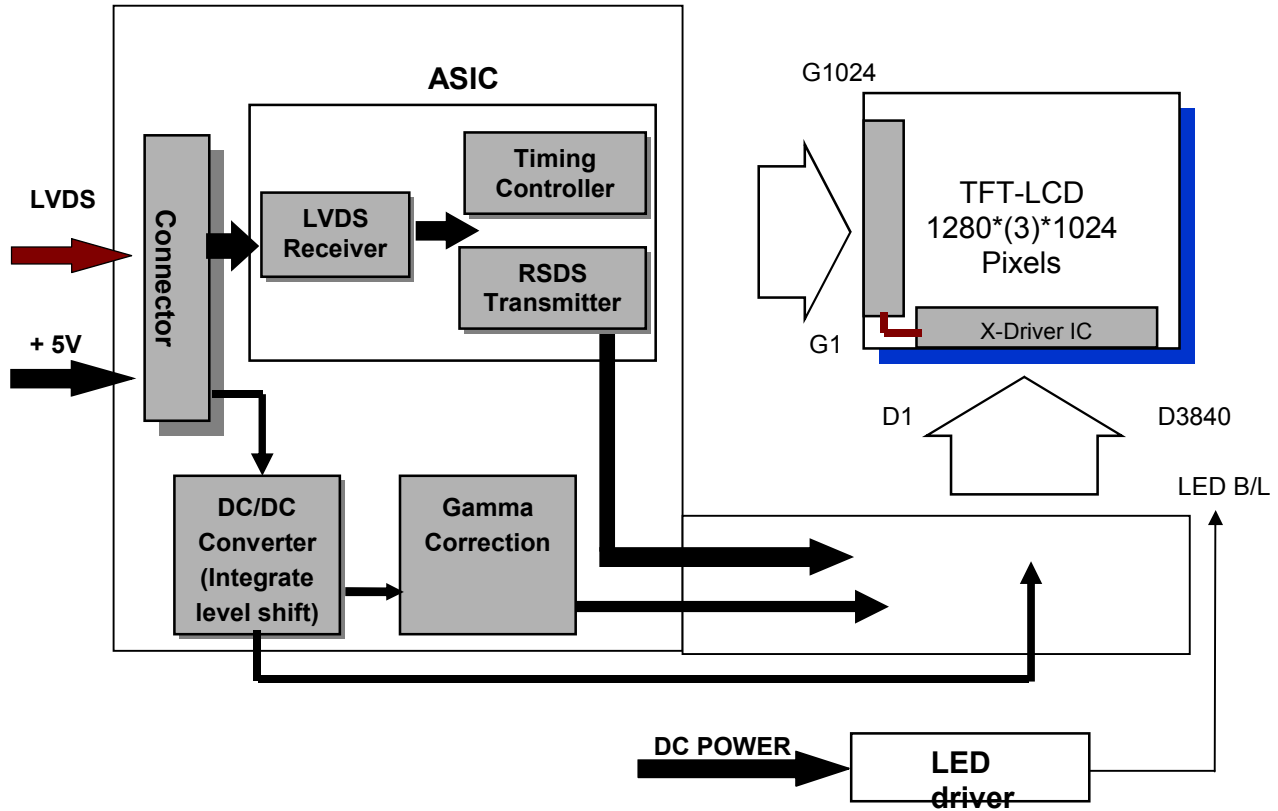 ASIC
LVDS
+ 5V
Connector
LVDS
Receiver
Timing
Controller
RSDS
Transmitter
DC/DC
Converter
(Integrate
level shift)
Gamma
Correction
G1024
TFT-LCD
1280*(3)*1024
Pixels
G1
X-Driver IC
D1
D3840
LED B/L
DC POWER
LED
driver